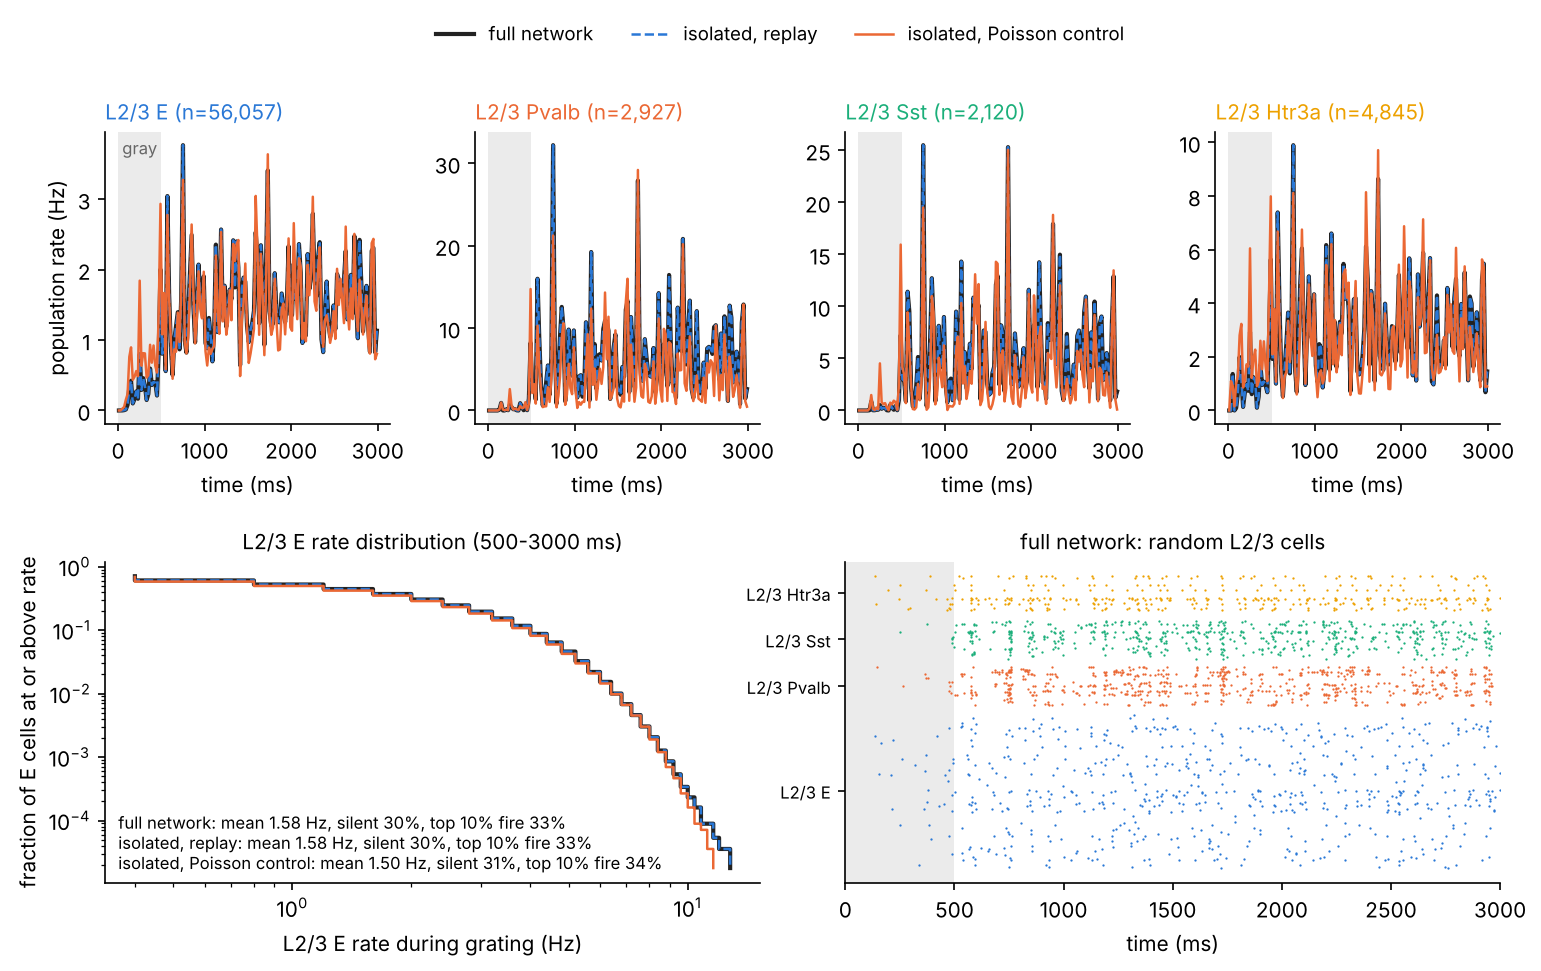 full network
isolated, replay
isolated, Poisson control
L2/3 E (n=56,057)
L2/3 Pvalb (n=2,927)
L2/3 Sst (n=2,120)
L2/3 Htr3a (n=4,845)
population rate (Hz)
gray
3
2
1
0
0 1000 2000 3000
time (ms)
30
20
10
0
0 1000 2000 3000
time (ms)
25
20
15
10
5
0
0 1000 2000 3000
time (ms)
10
8
6
4
2
0
0 1000 2000 3000
time (ms)
L2/3 E rate distribution (500-3000 ms)
fraction of E cells at or above rate
10⁰
10⁻¹
10⁻²
10⁻³
10⁻⁴
full network: mean 1.58 Hz, silent 30%, top 10% fire 33%
isolated, replay: mean 1.58 Hz, silent 30%, top 10% fire 33%
isolated, Poisson control: mean 1.50 Hz, silent 31%, top 10% fire 34%
10⁰ 10¹
L2/3 E rate during grating (Hz)
full network: random L2/3 cells
L2/3 Htr3a
L2/3 Sst
L2/3 Pvalb
L2/3 E
0 500 1000 1500 2000 2500 3000
time (ms)